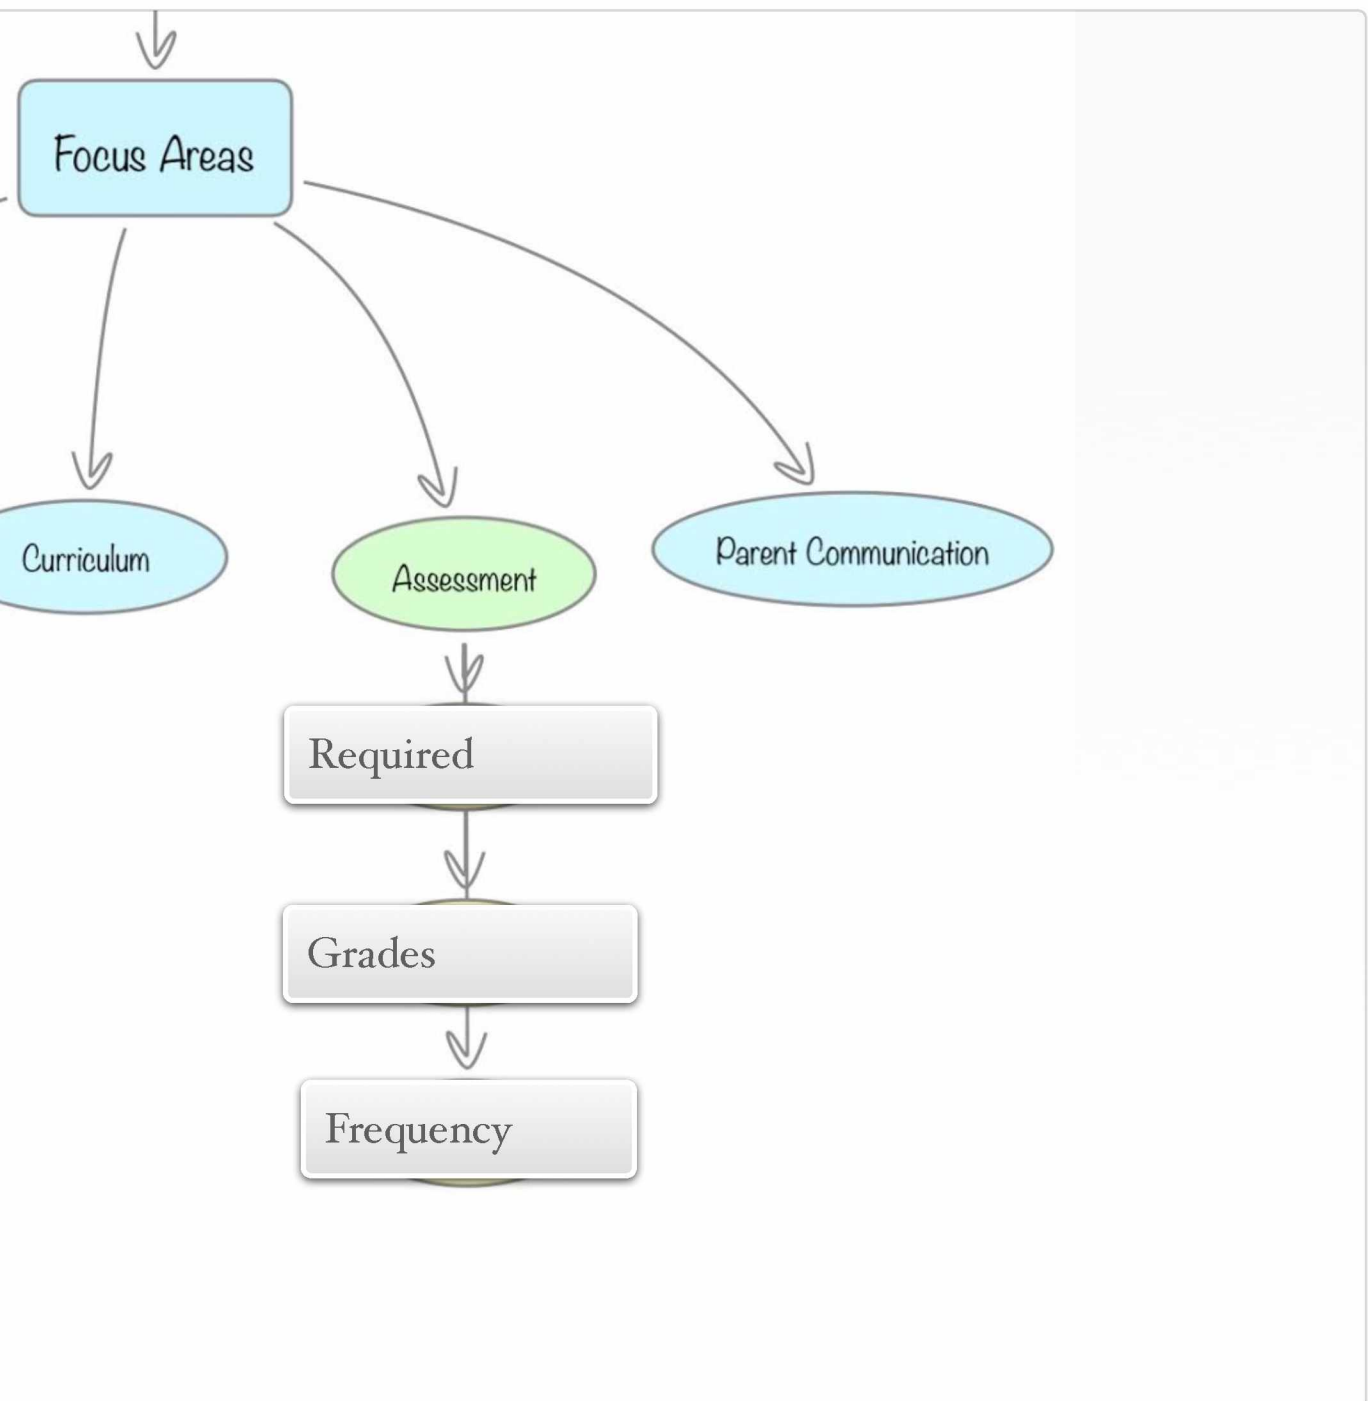 Focus Areas
Curriculum
Assessment
Parent Communication
Required
Grades
Frequency